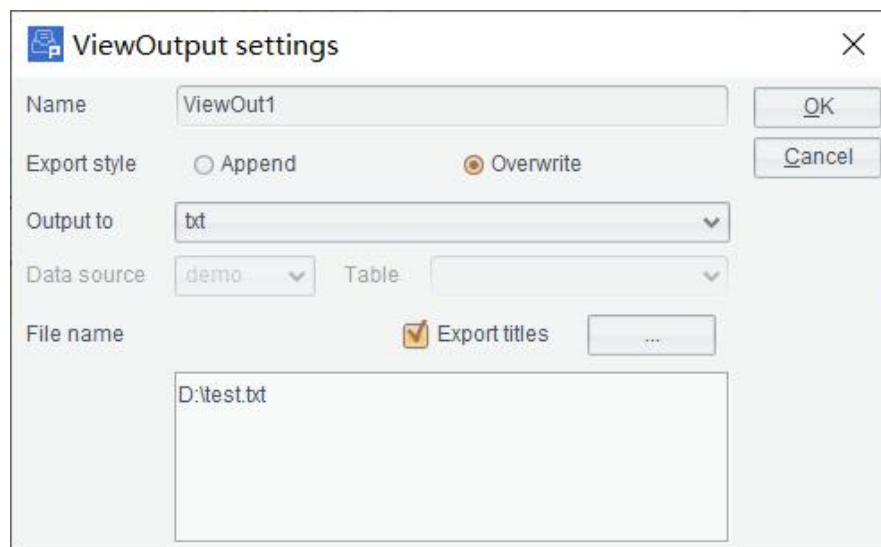 ViewOutput settings
Name ViewOut1 OK
Export style Append Overwrite Cancel
Output to txt
Data source demo Table
File name Export titles ...
D:\test.txt